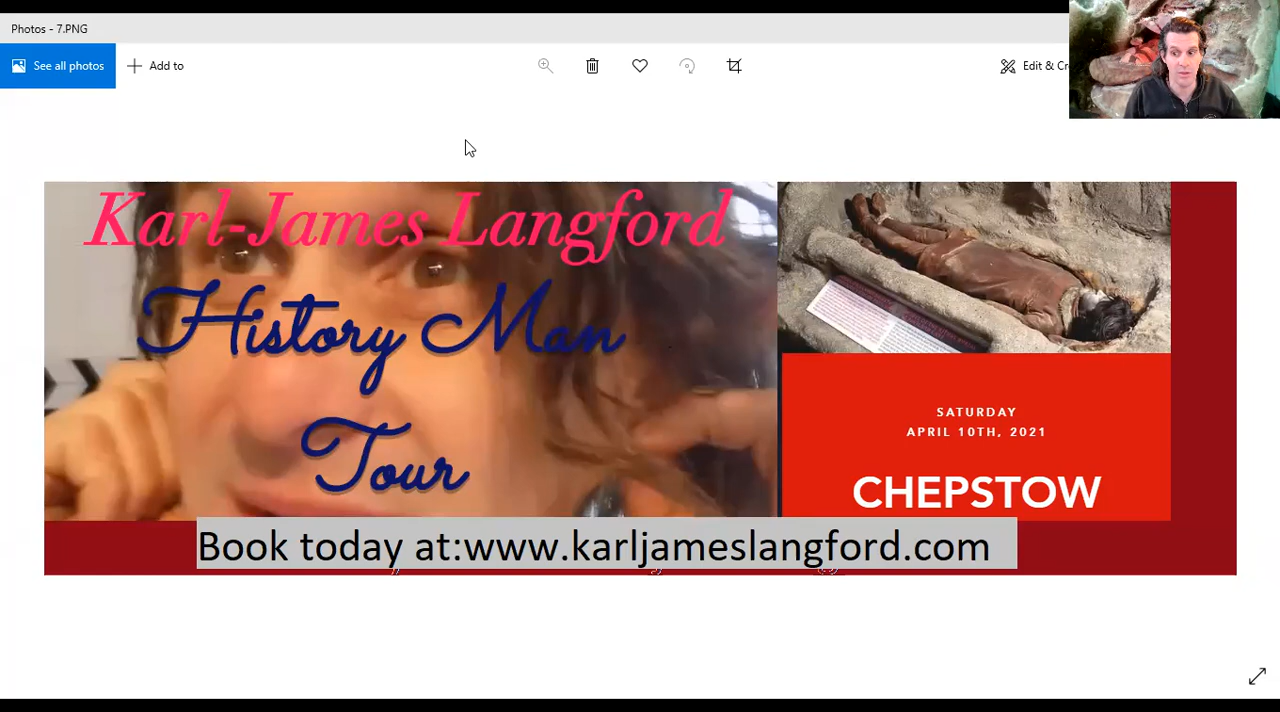 Photos - 7.PNG
See all photos
Add to
Edit & Cr
Karl-James Langford
History Man
Tour
SATURDAY
APRIL 10TH, 2021
CHEPSTOW
Book today at:www.karljameslangford.com